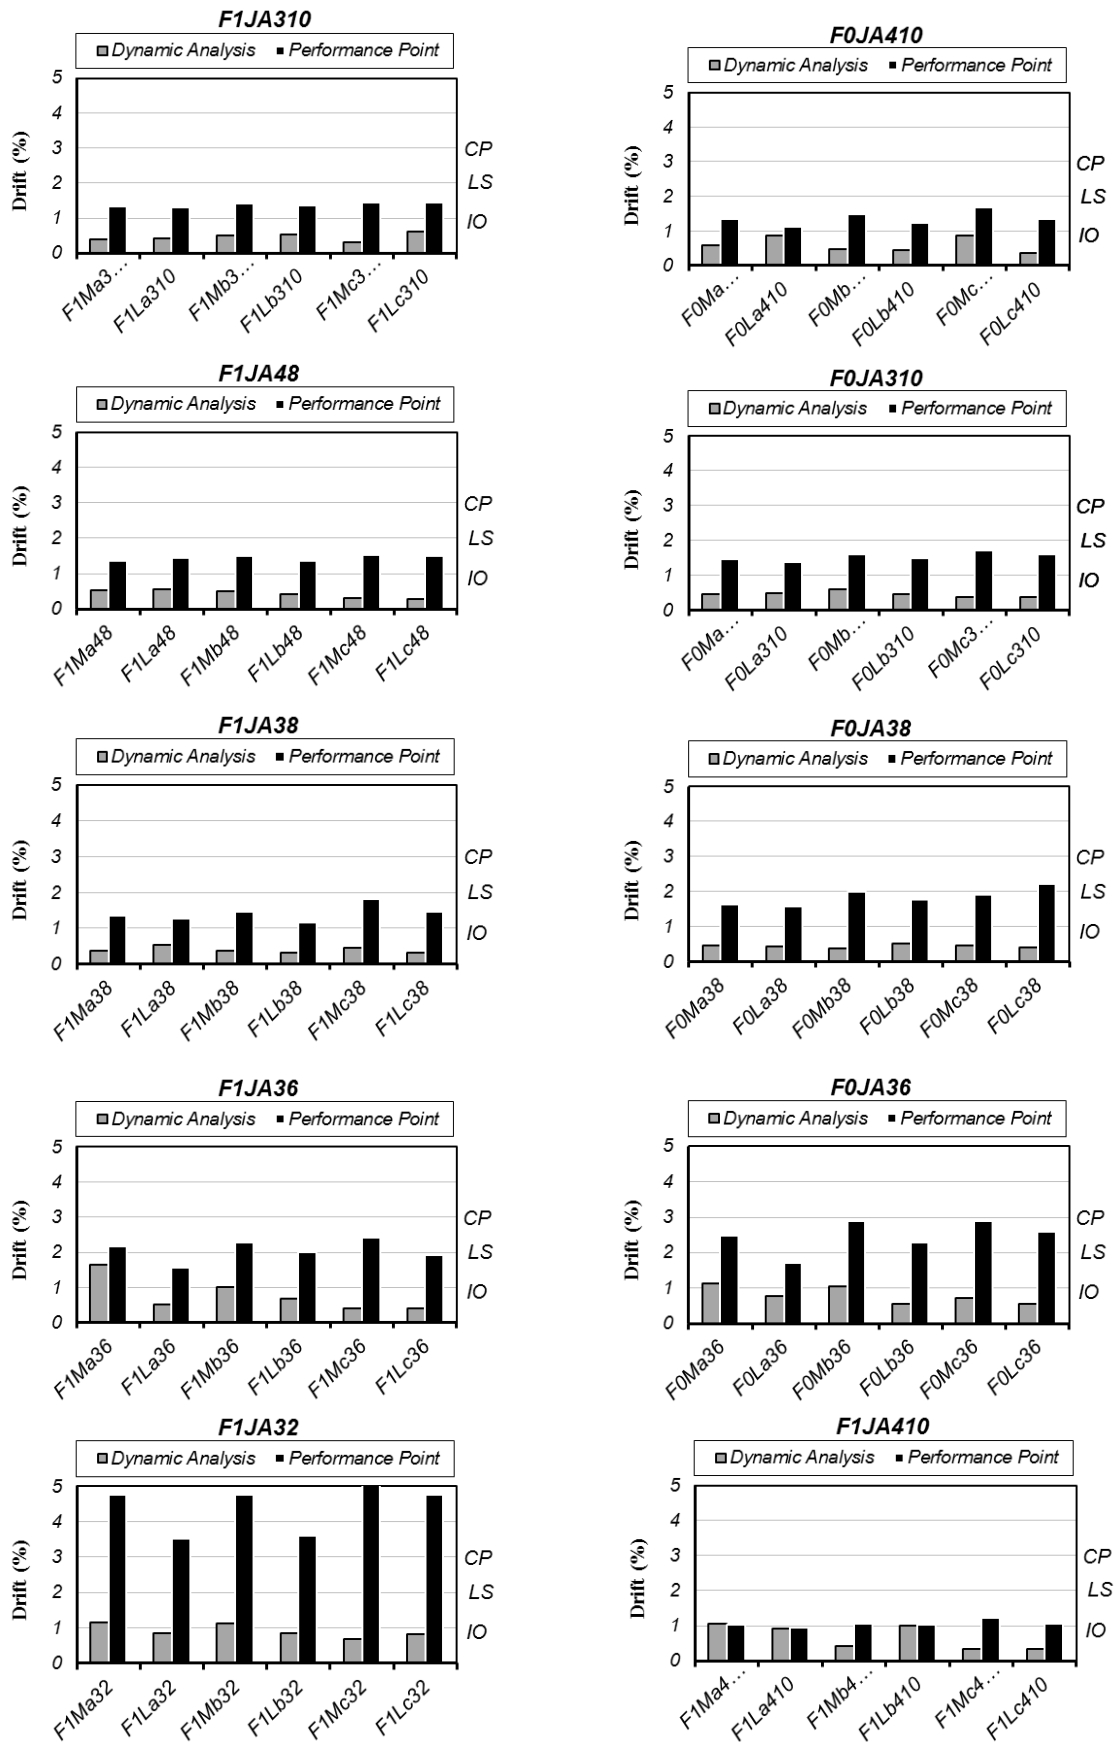 F1JA310
Dynamic Analysis Performance Point
Drift (%)
5
4
3
2
1
0
CP
LS
IO
F1Ma3...
F1La310
F1Mb3...
F1Lb310
F1Mc3...
F1Lc310
F0JA410
Dynamic Analysis Performance Point
Drift (%)
5
4
3
2
1
0
CP
LS
IO
F0Ma...
F0La410
F0Mb...
F0Lb410
F0Mc...
F0Lc410
F1JA48
Dynamic Analysis Performance Point
Drift (%)
5
4
3
2
1
0
CP
LS
IO
F1Ma48
F1La48
F1Mb48
F1Lb48
F1Mc48
F1Lc48
F0JA310
Dynamic Analysis Performance Point
Drift (%)
5
4
3
2
1
0
CP
LS
IO
F0Ma...
F0La310
F0Mb...
F0Lb310
F0Mc3...
F0Lc310
F1JA38
Dynamic Analysis Performance Point
Drift (%)
5
4
3
2
1
0
CP
LS
IO
F1Ma38
F1La38
F1Mb38
F1Lb38
F1Mc38
F1Lc38
F0JA38
Dynamic Analysis Performance Point
Drift (%)
5
4
3
2
1
0
CP
LS
IO
F0Ma38
F0La38
F0Mb38
F0Lb38
F0Mc38
F0Lc38
F1JA36
Dynamic Analysis Performance Point
Drift (%)
5
4
3
2
1
0
CP
LS
IO
F1Ma36
F1La36
F1Mb36
F1Lb36
F1Mc36
F1Lc36
F0JA36
Dynamic Analysis Performance Point
Drift (%)
5
4
3
2
1
0
CP
LS
IO
F0Ma36
F0La36
F0Mb36
F0Lb36
F0Mc36
F0Lc36
F1JA32
Dynamic Analysis Performance Point
Drift (%)
5
4
3
2
1
0
CP
LS
IO
F1Ma32
F1La32
F1Mb32
F1Lb32
F1Mc32
F1Lc32
F1JA410
Dynamic Analysis Performance Point
Drift (%)
5
4
3
2
1
0
CP
LS
IO
F1Ma4...
F1La410
F1Mb4...
F1Lb410
F1Mc4...
F1Lc410